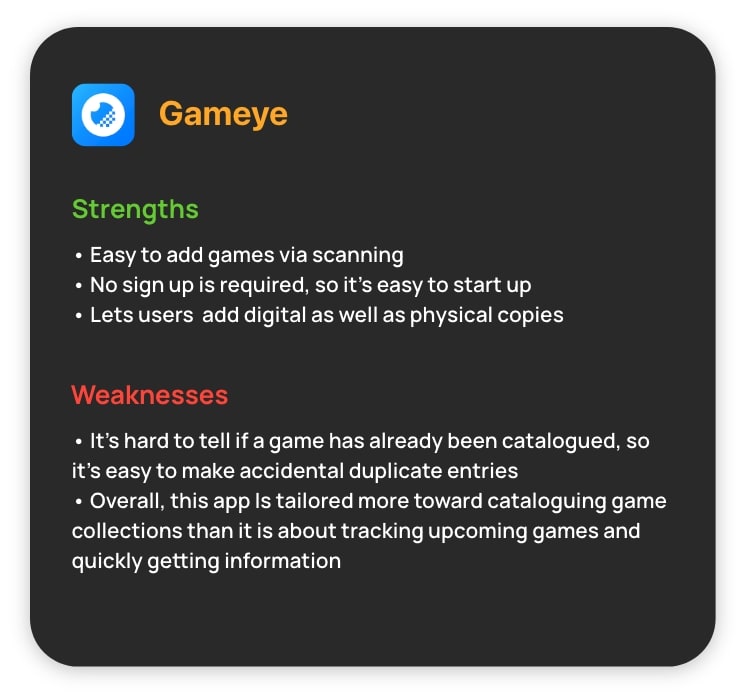 Gameye
Strengths
• Easy to add games via scanning
• No sign up is required, so it's easy to start up
• Lets users  add digital as well as physical copies
Weaknesses
• It's hard to tell if a game has already been catalogued, so
it's easy to make accidental duplicate entries
• Overall, this app Is tailored more toward cataloguing game
collections than it is about tracking upcoming games and
quickly getting information